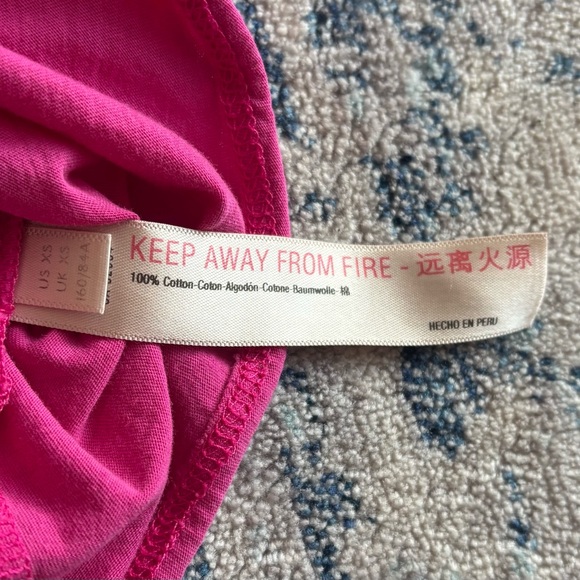 US XS
UK XS
160/84A
KEEP AWAY FROM FIRE - 远离火源
100% Cotton-Coton-Algodón-Cotone-Baumwolle-棉
HECHO EN PERU